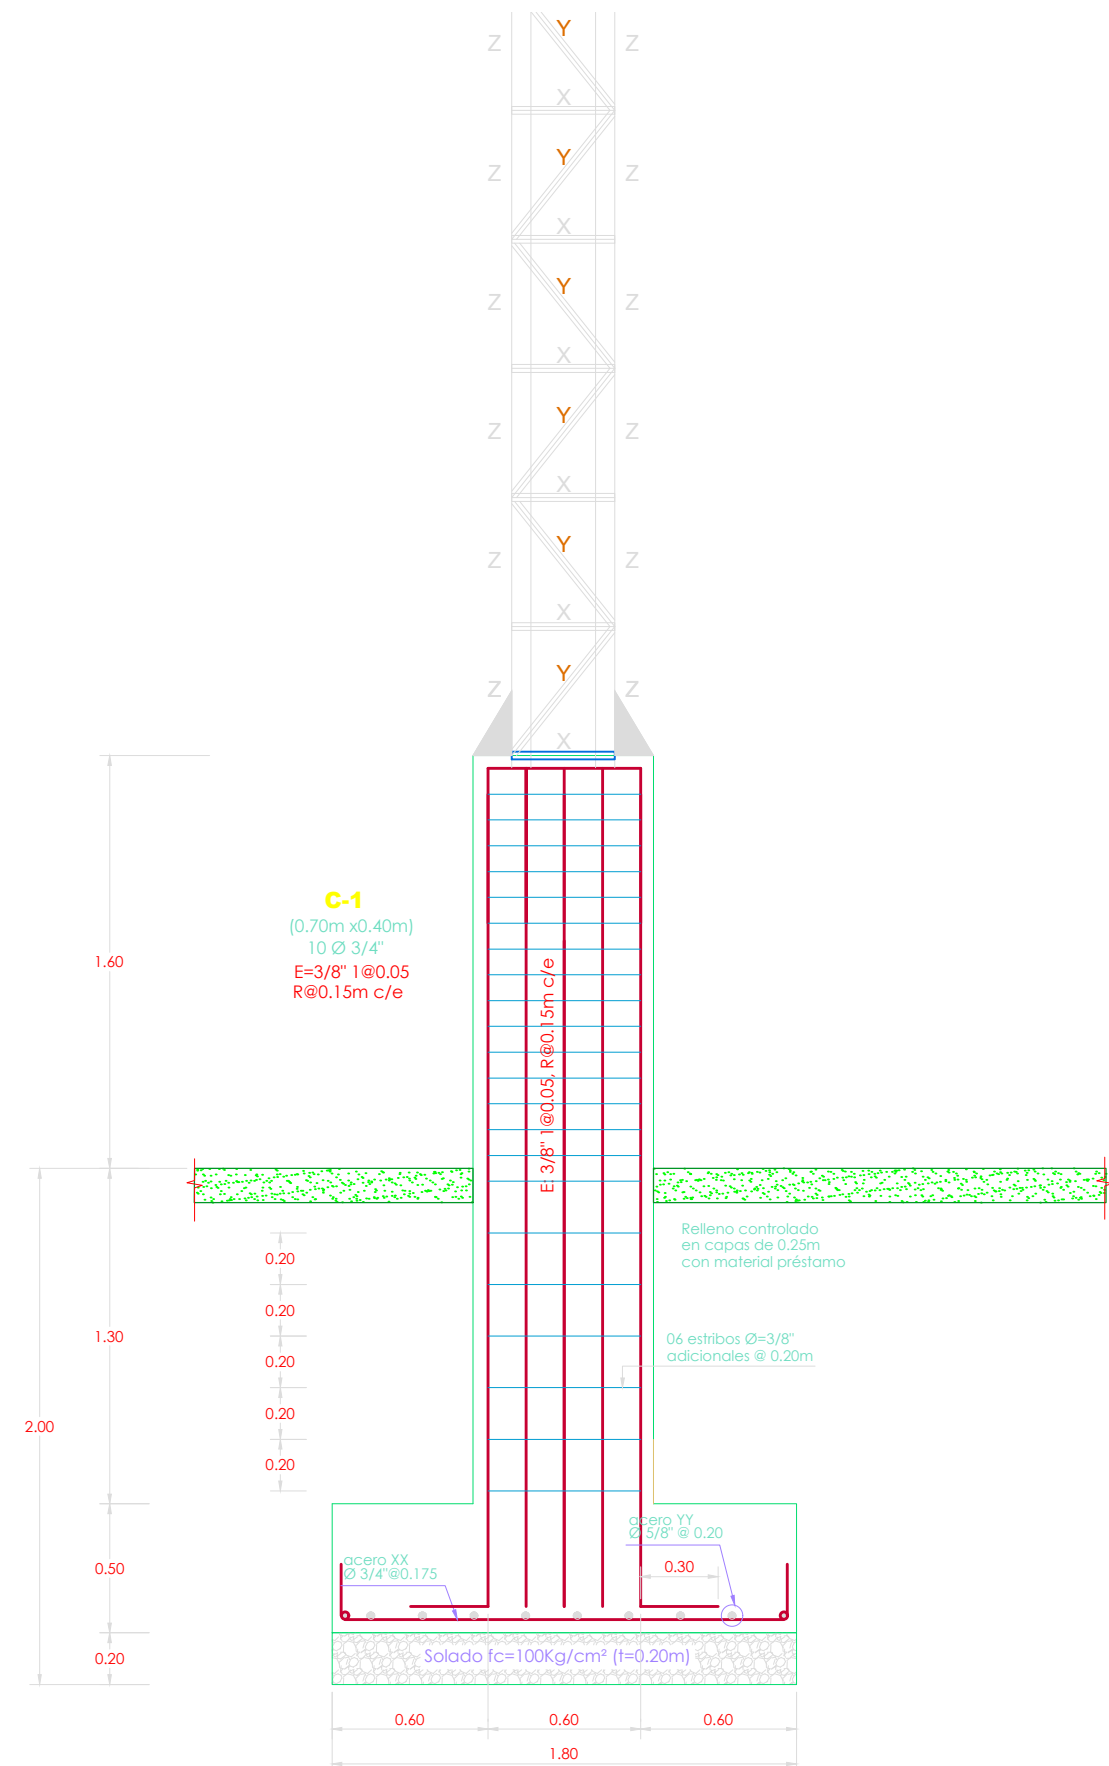 Y
Z
Z
X
Y
Z
Z
X
Y
Z
Z
X
Y
Z
Z
X
Y
Z
Z
X
Y
Z
Z
X
C-1
(0.70m x0.40m)
10 Ø 3/4"
E=3/8" 1@0.05
R@0.15m c/e
1.60
E: 3/8" 1@0.05, R@0.15m c/e
Relleno controlado
en capas de 0.25m
con material préstamo
0.20
0.20
0.20
0.20
0.20
1.30
06 estribos Ø=3/8"
adicionales @ 0.20m
2.00
acero YY
Ø 5/8" @ 0.20
acero XX
Ø 3/4"@0.175
0.50
0.30
0.20
Solado fc=100Kg/cm² (t=0.20m)
0.60
0.60
0.60
1.80